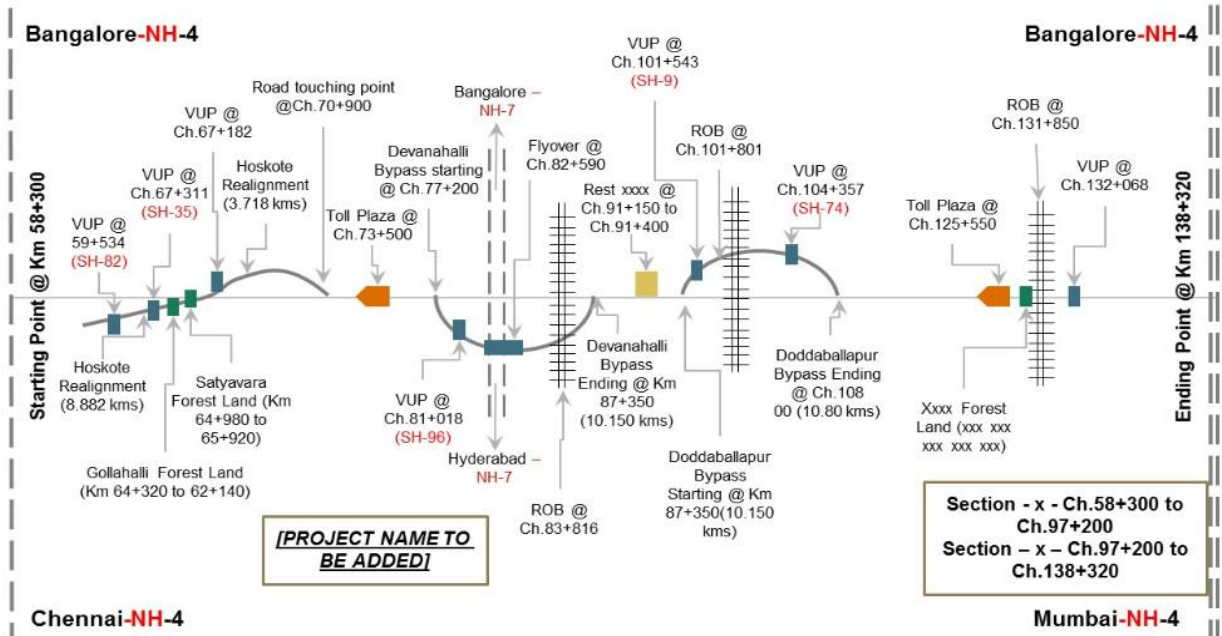 Bangalore-NH-4
Bangalore-NH-4
Starting Point @ Km 58+300
Ending Point @ Km 138+320
VUP @
59+534
(SH-82)
VUP @
Ch.67+311
(SH-35)
VUP @
Ch.67+182
Hoskote
Realignment
(3.718 kms)
Road touching point
@Ch.70+900
Toll Plaza @
Ch.73+500
Devanahalli
Bypass starting
@ Ch.77+200
Bangalore –
NH-7
Flyover @
Ch.82+590
Rest xxxx @
Ch.91+150 to
Ch.91+400
VUP @
Ch.101+543
(SH-9)
ROB @
Ch.101+801
VUP @
Ch.104+357
(SH-74)
Toll Plaza @
Ch.125+550
ROB @
Ch.131+850
VUP @
Ch.132+068
Hoskote
Realignment
(8.882 kms)
Gollahalli Forest Land
(Km 64+320 to 62+140)
Satyavara
Forest Land (Km
64+980 to
65+920)
VUP @
Ch.81+018
(SH-96)
Hyderabad –
NH-7
ROB @
Ch.83+816
Devanahalli
Bypass
Ending @ Km
87+350
(10.150 kms)
Doddaballapur
Bypass
Starting @ Km
87+350(10.150
kms)
Doddaballapur
Bypass Ending
@ Ch.108
00 (10.80 kms)
Xxxx Forest
Land (xxx xxx
xxx xxx xxx)
[PROJECT NAME TO
BE ADDED]
Section - x - Ch.58+300 to
Ch.97+200
Section – x – Ch.97+200 to
Ch.138+320
Chennai-NH-4
Mumbai-NH-4